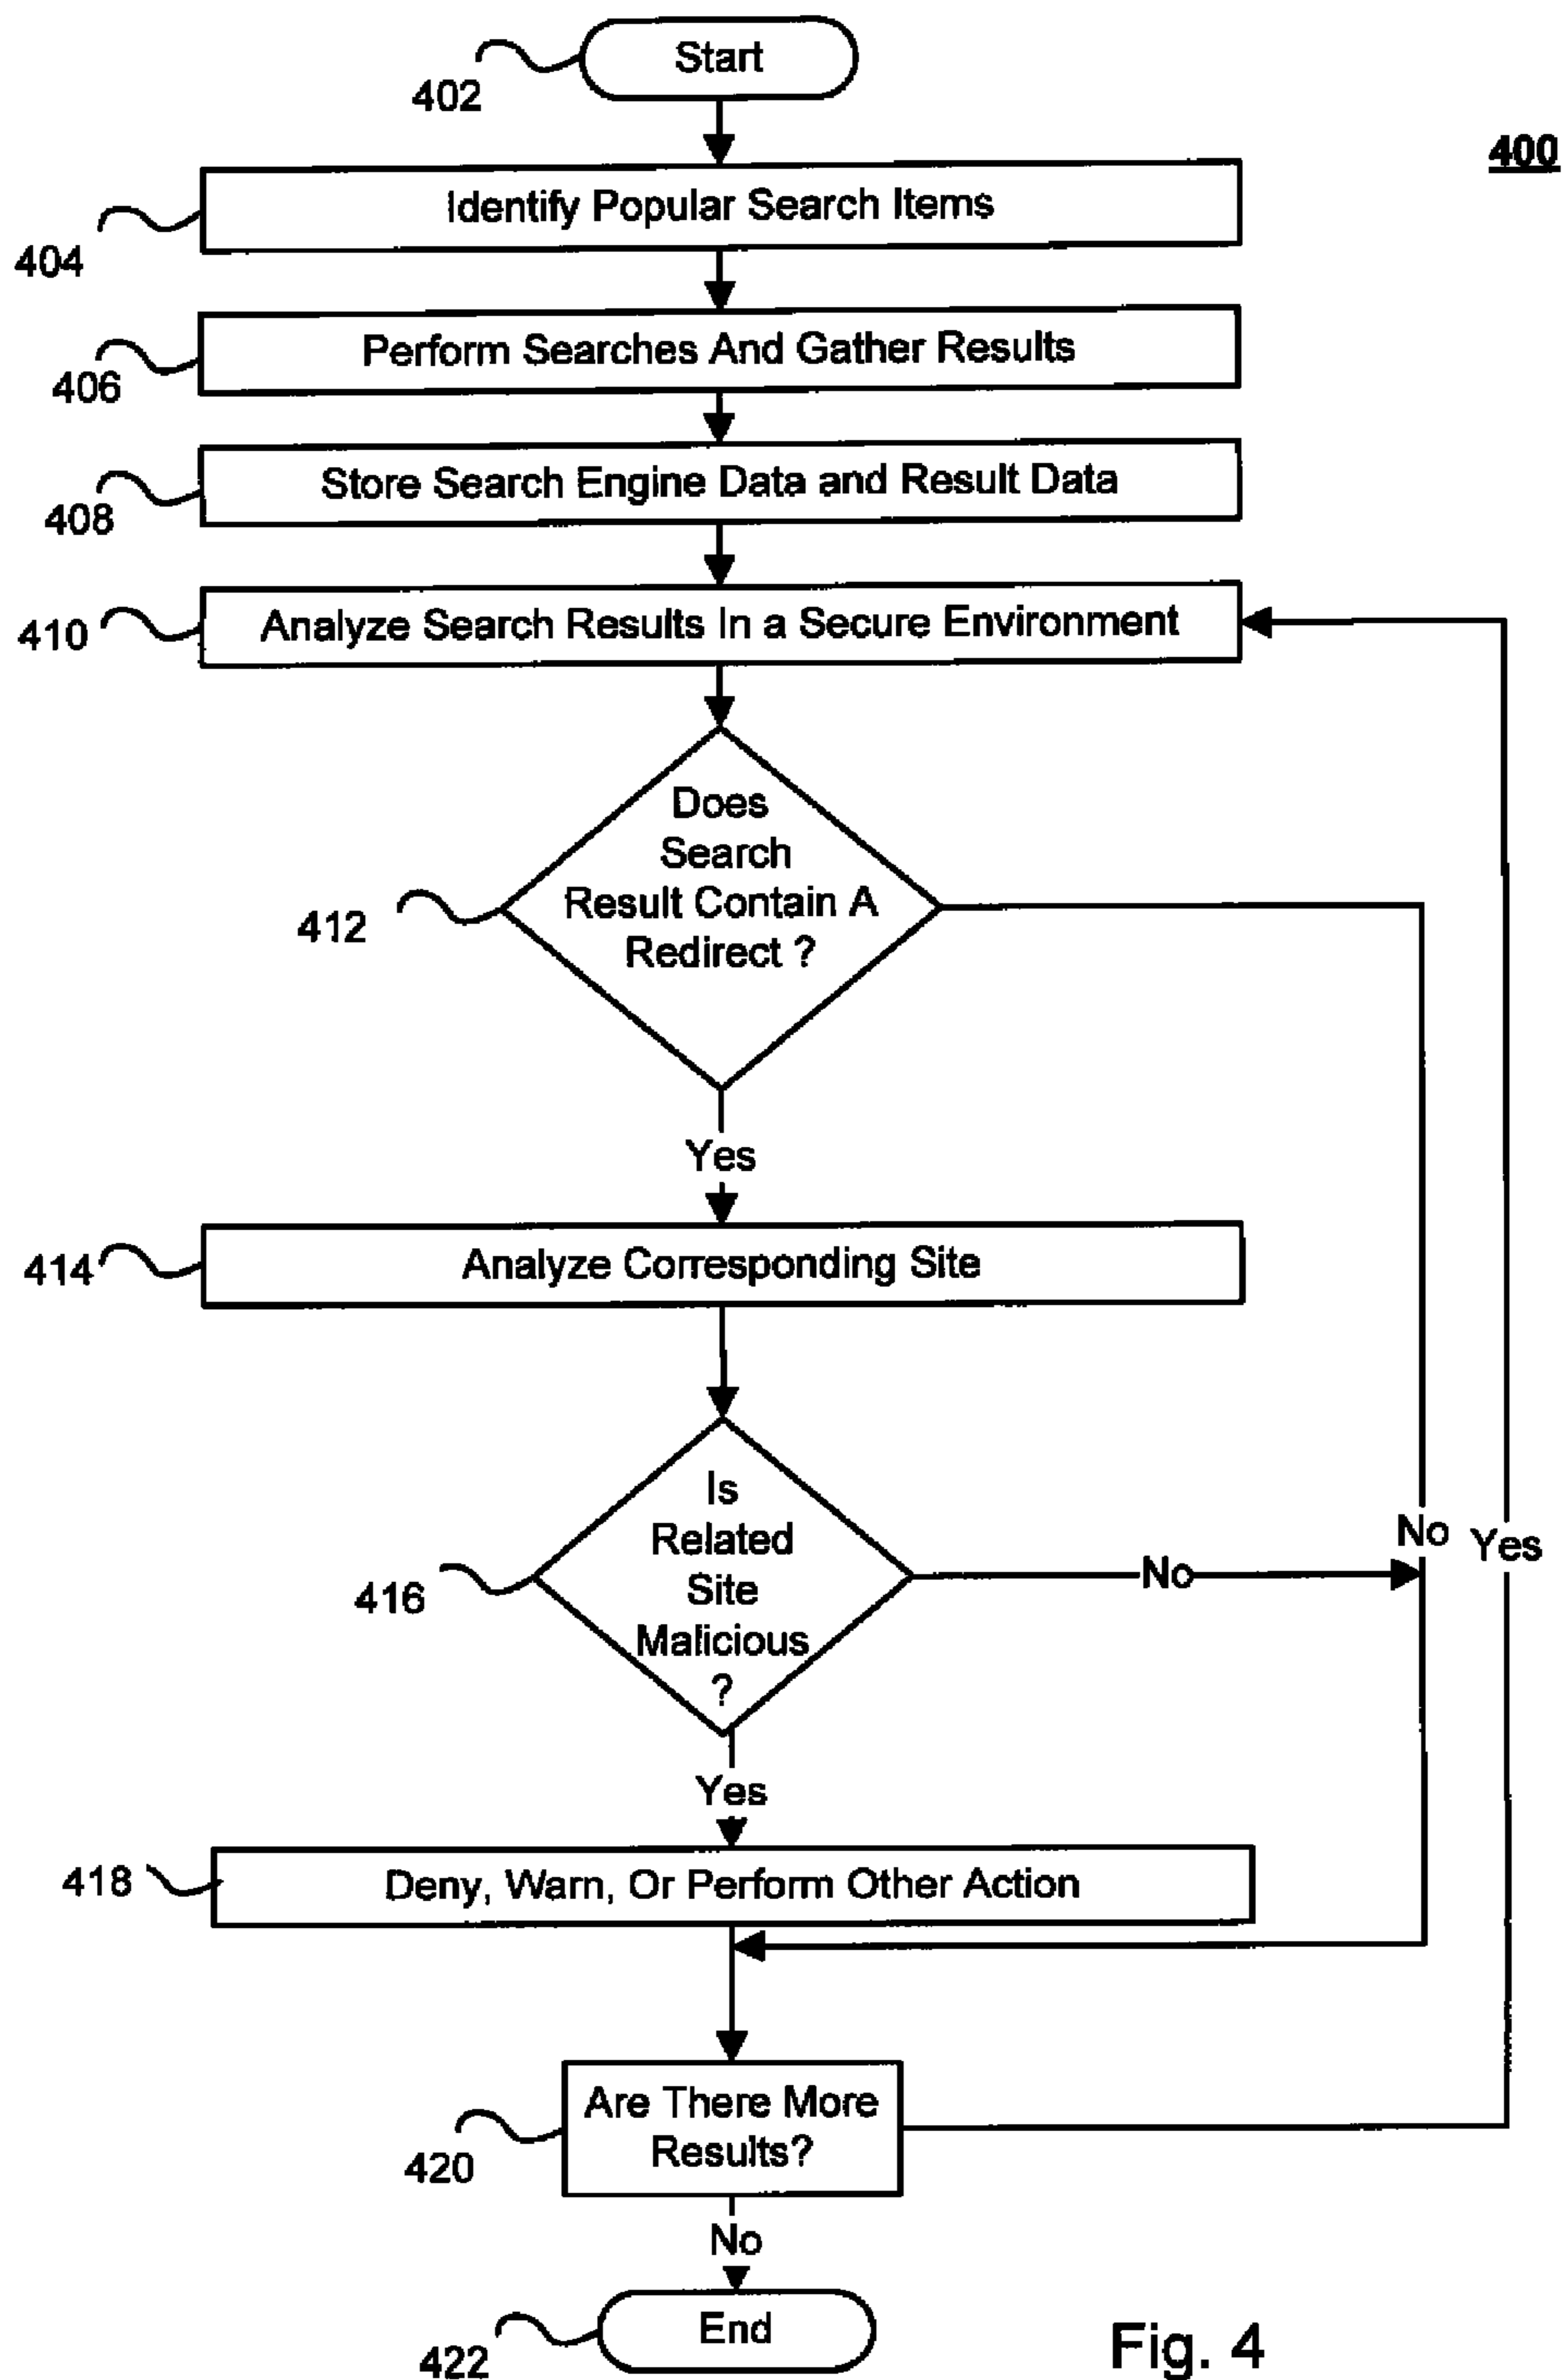 Start
402
400
Identify Popular Search Items
404
Perform Searches And Gather Results
406
Store Search Engine Data and Result Data
408
Analyze Search Results In a Secure Environment
410
Does
Search
Result Contain A
Redirect ?
412
Yes
Analyze Corresponding Site
414
Is
Related
Site
Malicious
?
416
No
No
Yes
Yes
Deny, Warn, Or Perform Other Action
418
Are There More
Results?
420
No
End
422
Fig. 4